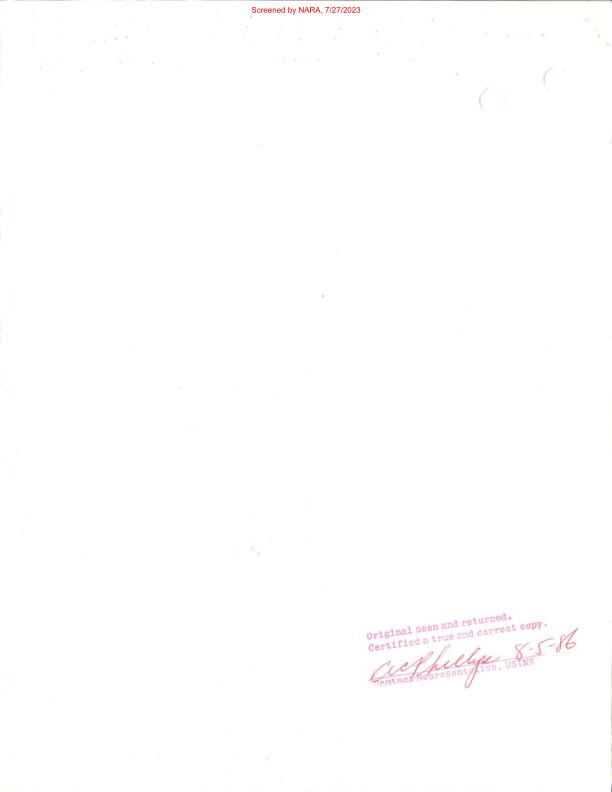 Screened by NARA, 7/27/2023
Original seen and returned.
Certified a true and correct copy.
Phillips 8-5-86
Contact Representative, USINS